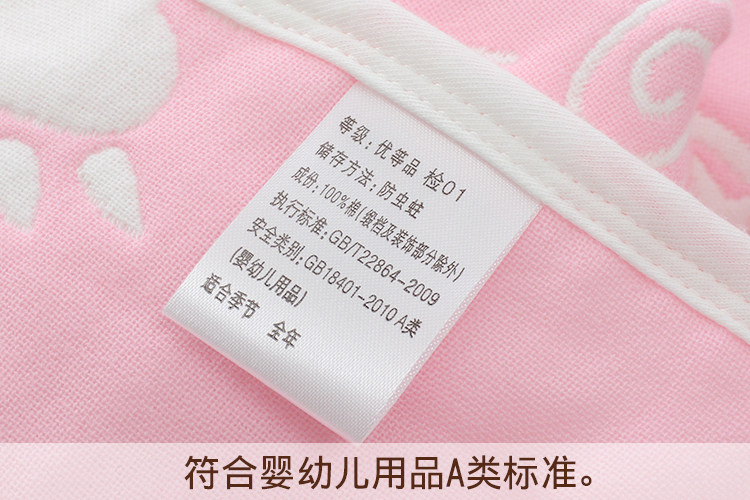 等级:优等品 检01
储存方法:防虫蛀
成份:100%棉(缎档及装饰部分除外)
执行标准:GB/T22864-2009
安全类别:GB18401-2010 A类
(婴幼儿用品)
适合季节 全年
符合婴幼儿用品A类标准。